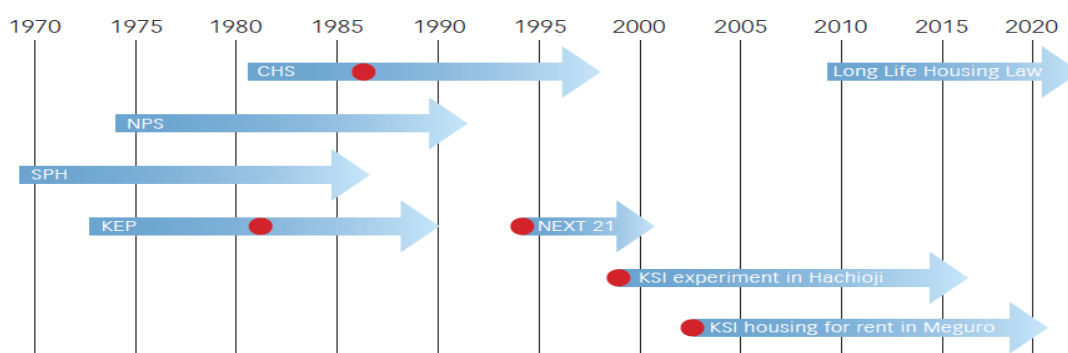 1970 1975 1980 1985 1990 1995 2000 2005 2010 2015 2020
CHS Long Life Housing Law
NPS
SPH
KEP NEXT 21
KSI experiment in Hachioji
KSI housing for rent in Meguro